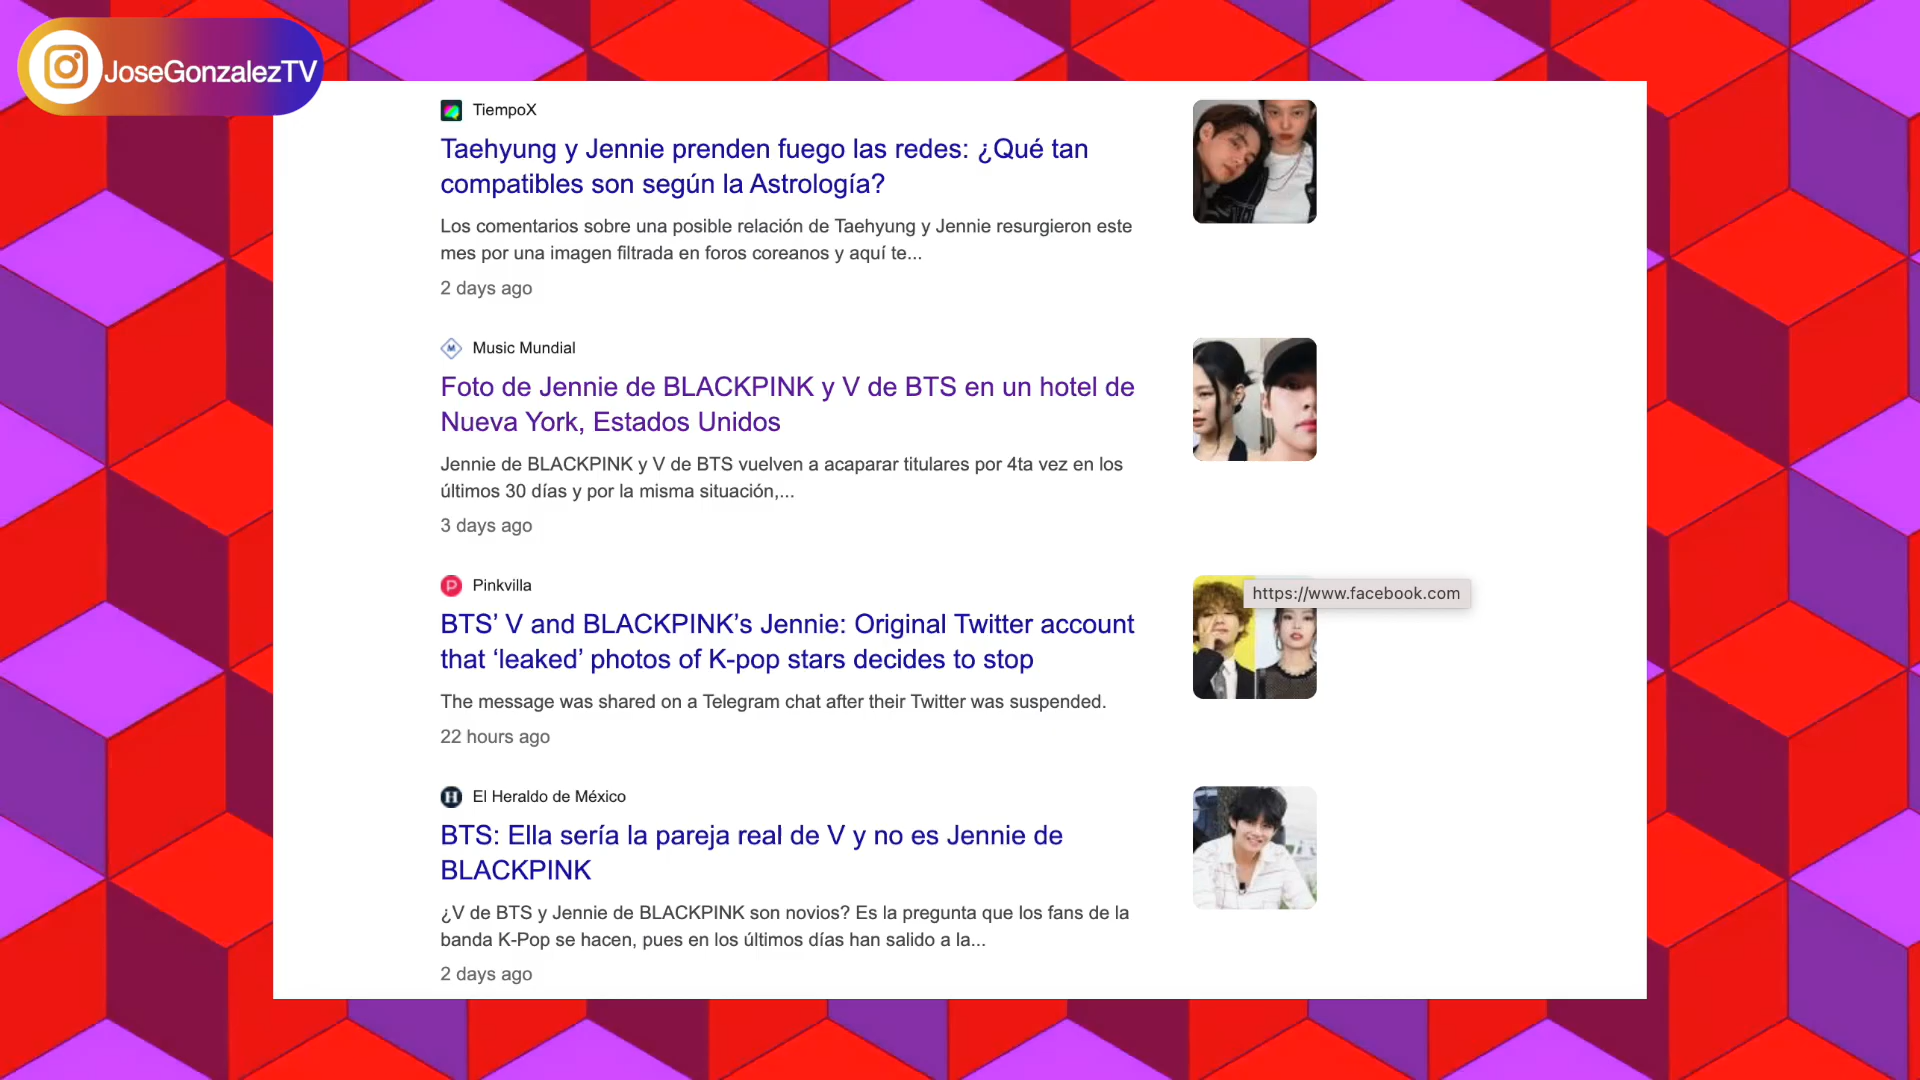 JoseGonzalezTV
TiempoX
Taehyung y Jennie prenden fuego las redes: ¿Qué tan
compatibles son según la Astrología?
Los comentarios sobre una posible relación de Taehyung y Jennie resurgieron este
mes por una imagen filtrada en foros coreanos y aquí te...
2 days ago
M
Music Mundial
Foto de Jennie de BLACKPINK y V de BTS en un hotel de
Nueva York, Estados Unidos
Jennie de BLACKPINK y V de BTS vuelven a acaparar titulares por 4ta vez en los
últimos 30 días y por la misma situación,...
3 days ago
P
Pinkvilla
https://www.facebook.com
BTS’ V and BLACKPINK’s Jennie: Original Twitter account
that ‘leaked’ photos of K-pop stars decides to stop
The message was shared on a Telegram chat after their Twitter was suspended.
22 hours ago
H
El Heraldo de México
BTS: Ella sería la pareja real de V y no es Jennie de
BLACKPINK
¿V de BTS y Jennie de BLACKPINK son novios? Es la pregunta que los fans de la
banda K-Pop se hacen, pues en los últimos días han salido a la...
2 days ago